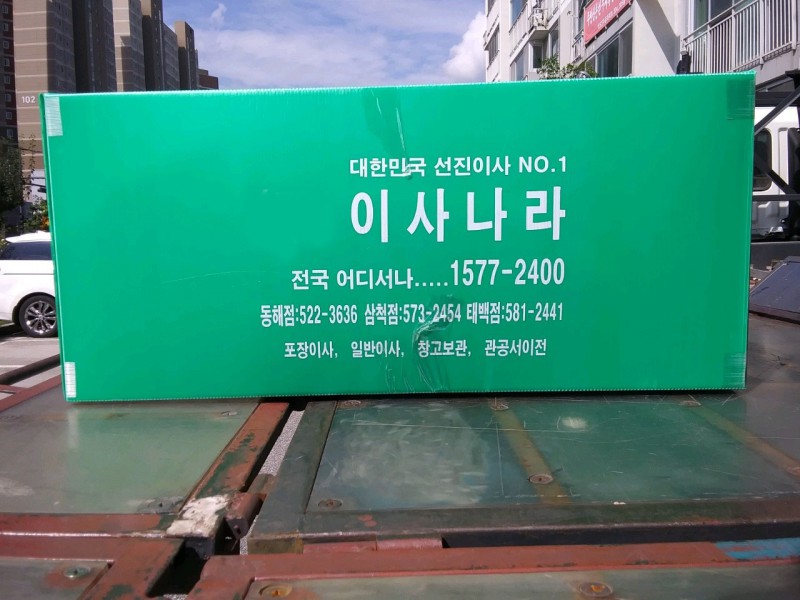 102
대한민국 선진이사 NO.1
이사나라
전국 어디서나.....1577-2400
동해점:522-3636 삼척점:573-2454 태백점:581-2441
포장이사, 일반이사, 창고보관, 관공서이전